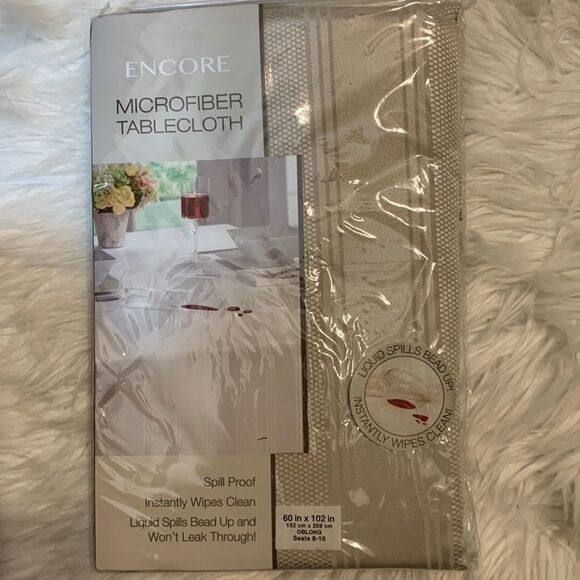 ENCORE
MICROFIBER
TABLECLOTH
LIQUID SPILLS BEAD UP!
INSTANTLY WIPES CLEAN!
Spill Proof
Instantly Wipes Clean
Liquid Spills Bead Up and
Won't Leak Through!
60 in x 102 in
152 cm x 259 cm
OBLONG
Seats 8-10